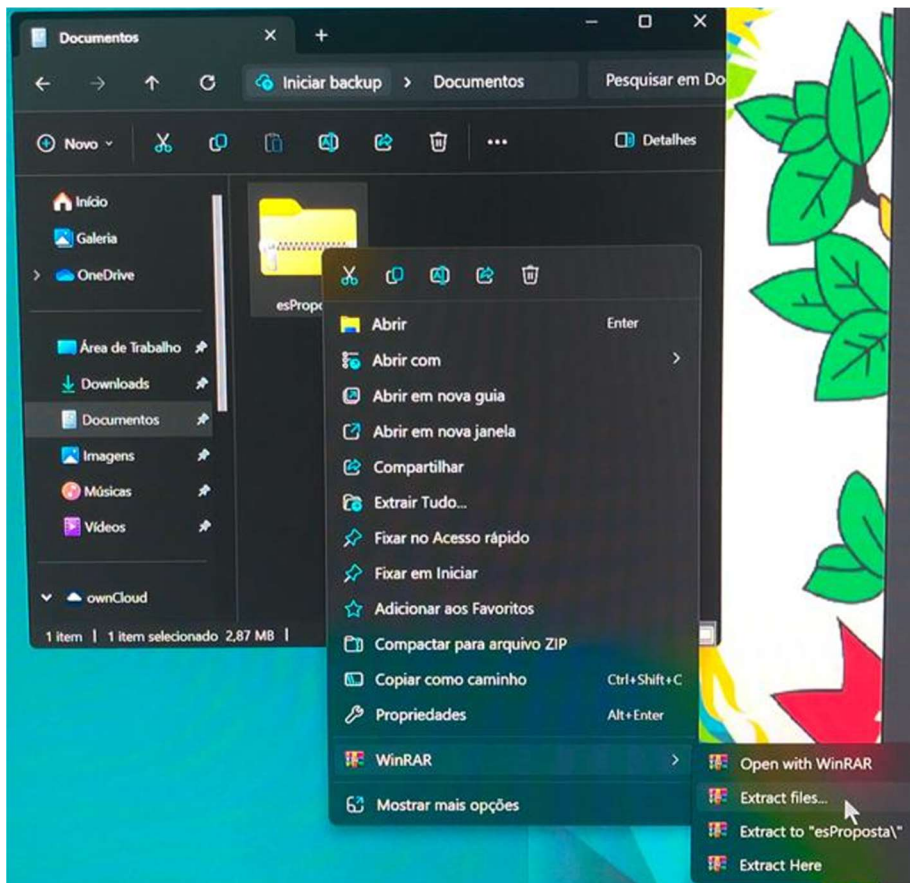 Documentos
Iniciar backup > Documentos
Pesquisar em Do
Novo
Detalhes
Início
Galeria
OneDrive
Área de Trabalho
Downloads
Documentos
Imagens
Músicas
Vídeos
ownCloud
1 item | 1 item selecionado 2,87 MB |
esPropo
Abrir Enter
Abrir com
Abrir em nova guia
Abrir em nova janela
Compartilhar
Extrair Tudo...
Fixar no Acesso rápido
Fixar em Iniciar
Adicionar aos Favoritos
Compactar para arquivo ZIP
Copiar como caminho Ctrl+Shift+C
Propriedades Alt+Enter
WinRAR
Mostrar mais opções
Open with WinRAR
Extract files...
Extract to "esProposta\"
Extract Here